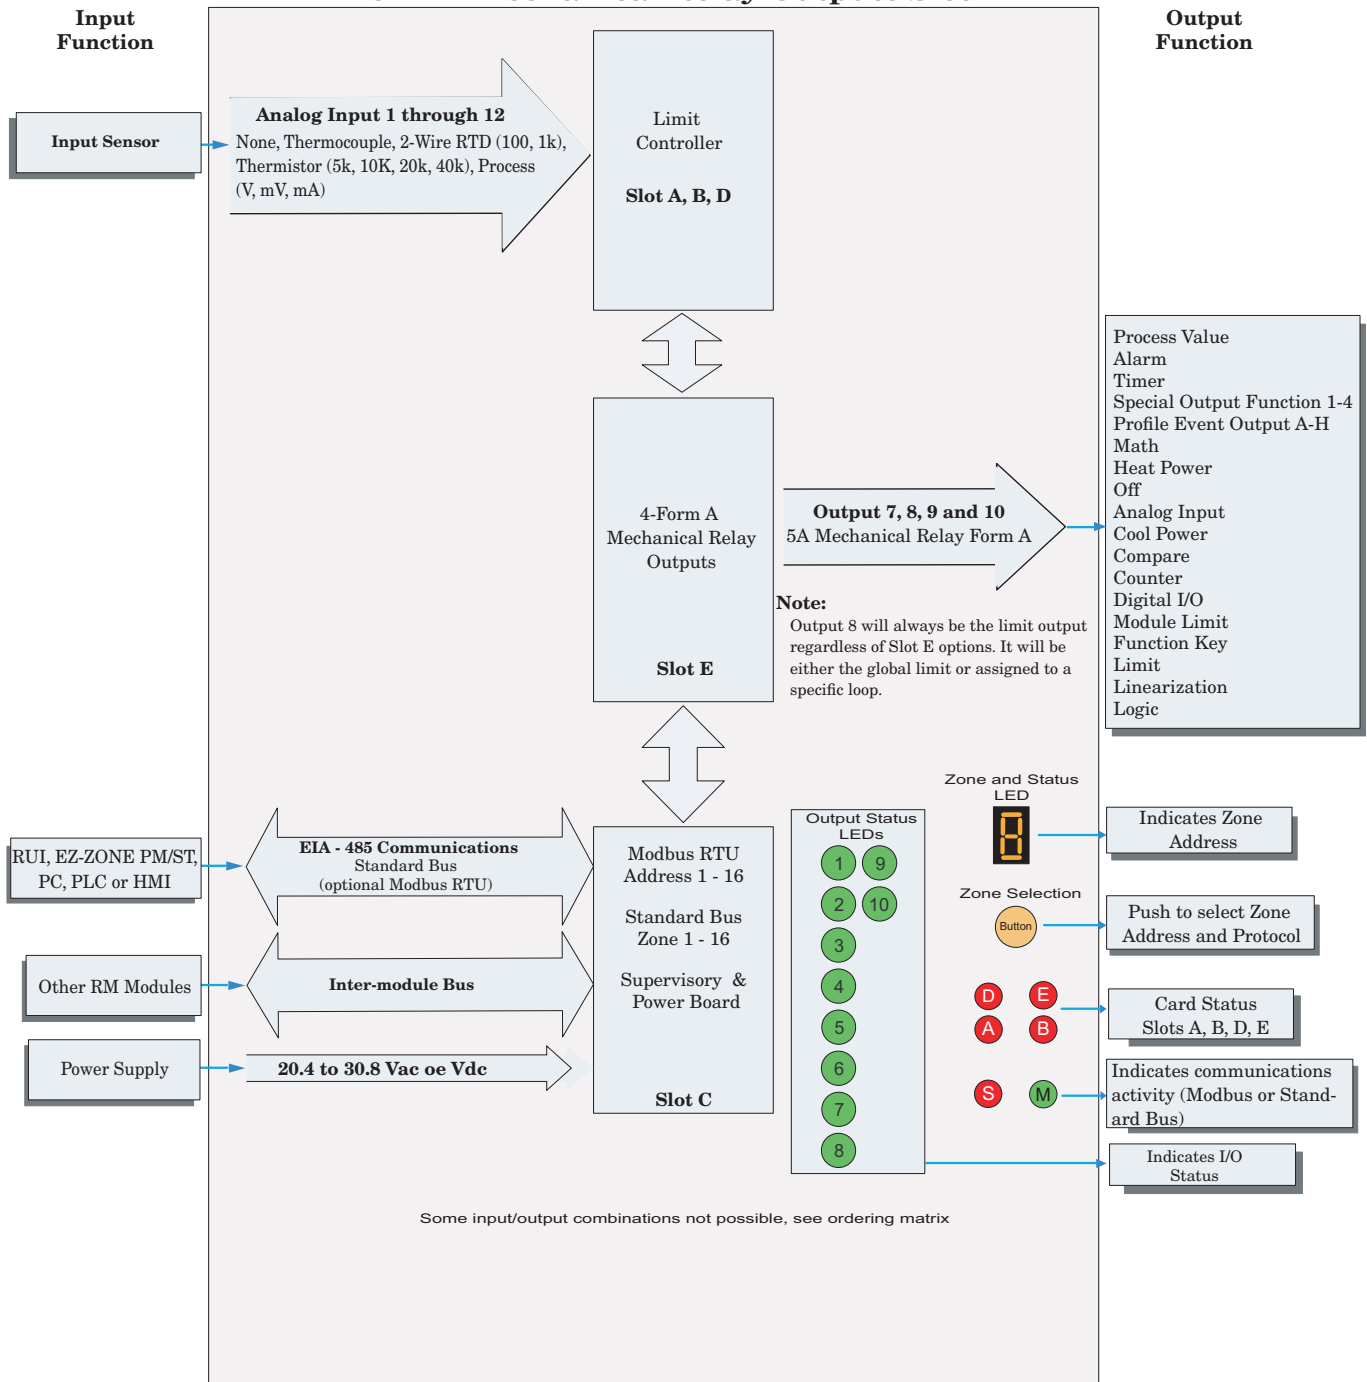 Input
Function
Output
Function
Input Sensor
Analog Input 1 through 12
None, Thermocouple, 2-Wire RTD (100, 1k),
Thermistor (5k, 10K, 20k, 40k), Process
(V, mV, mA)
Limit
Controller
Slot A, B, D
4-Form A
Mechanical Relay
Outputs
Slot E
Output 7, 8, 9 and 10
5A Mechanical Relay Form A
Note:
Output 8 will always be the limit output
regardless of Slot E options. It will be
either the global limit or assigned to a
specific loop.
Process Value
Alarm
Timer
Special Output Function 1-4
Profile Event Output A-H
Math
Heat Power
Off
Analog Input
Cool Power
Compare
Counter
Digital I/O
Module Limit
Function Key
Limit
Linearization
Logic
RUI, EZ-ZONE PM/ST,
PC, PLC or HMI
EIA - 485 Communications
Standard Bus
(optional Modbus RTU)
Other RM Modules
Inter-module Bus
Power Supply
20.4 to 30.8 Vac oe Vdc
Modbus RTU
Address 1 - 16
Standard Bus
Zone 1 - 16
Supervisory &
Power Board
Slot C
Output Status
LEDs
1 9
2 10
3
4
5
6
7
8
Zone and Status
LED
8
Indicates Zone
Address
Zone Selection
Button
Push to select Zone
Address and Protocol
D E
A B
Card Status
Slots A, B, D, E
S M
Indicates communications
activity (Modbus or Stand-
ard Bus)
Indicates I/O
Status
Some input/output combinations not possible, see ordering matrix